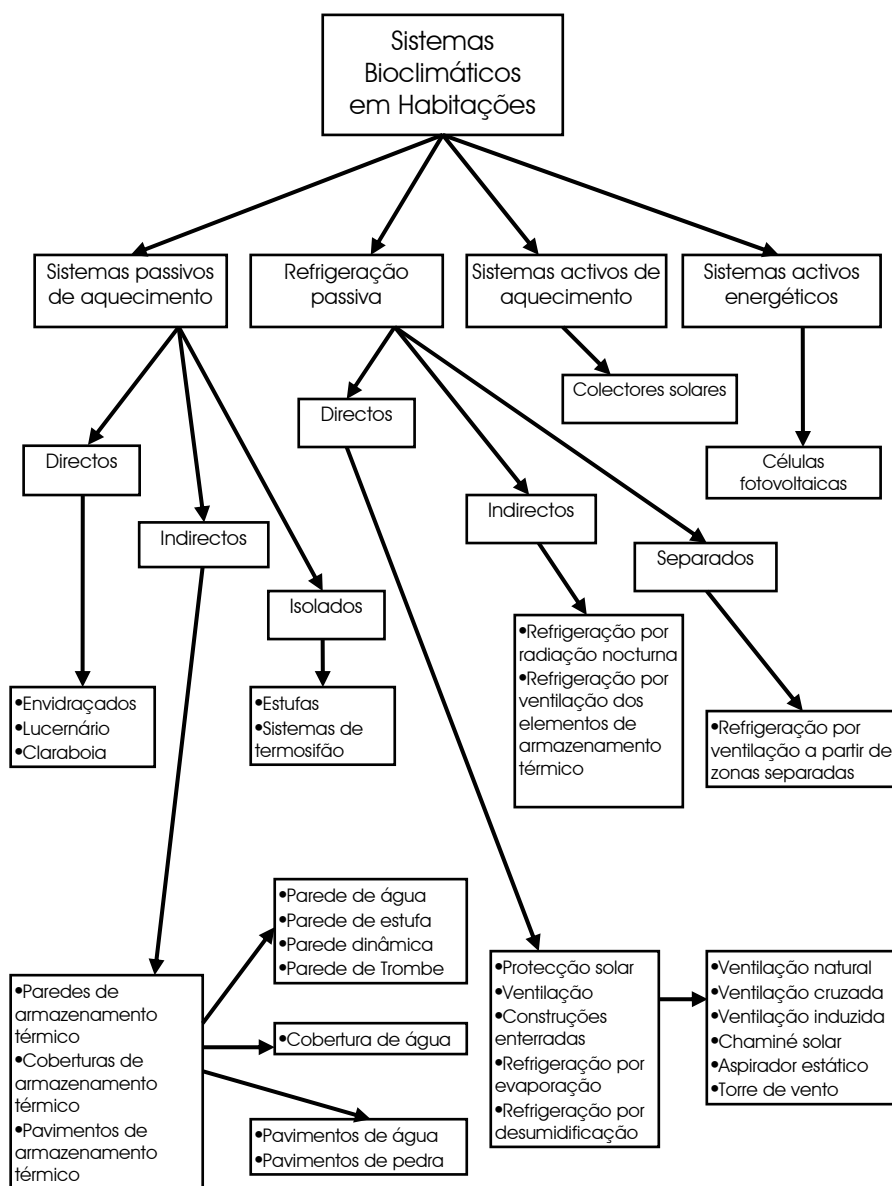 Sistemas
Bioclimáticos
em Habitações
Sistemas passivos
de aquecimento
Refrigeração
passiva
Sistemas activos de
aquecimento
Sistemas activos
energéticos
Colectores solares
Directos
Directos
Células
fotovoltaicas
Indirectos
Indirectos
Separados
Isolados
•Envidraçados
•Lucernário
•Claraboia
•Estufas
•Sistemas de
termosifão
•Refrigeração por
radiação nocturna
•Refrigeração por
ventilação dos
elementos de
armazenamento
térmico
•Refrigeração por
ventilação a partir de
zonas separadas
•Parede de água
•Parede de estufa
•Parede dinâmica
•Parede de Trombe
•Paredes de
armazenamento
térmico
•Coberturas de
armazenamento
térmico
•Pavimentos de
armazenamento
térmico
•Cobertura de água
•Pavimentos de água
•Pavimentos de pedra
•Protecção solar
•Ventilação
•Construções
enterradas
•Refrigeração por
evaporação
•Refrigeração por
desumidificação
•Ventilação natural
•Ventilação cruzada
•Ventilação induzida
•Chaminé solar
•Aspirador estático
•Torre de vento